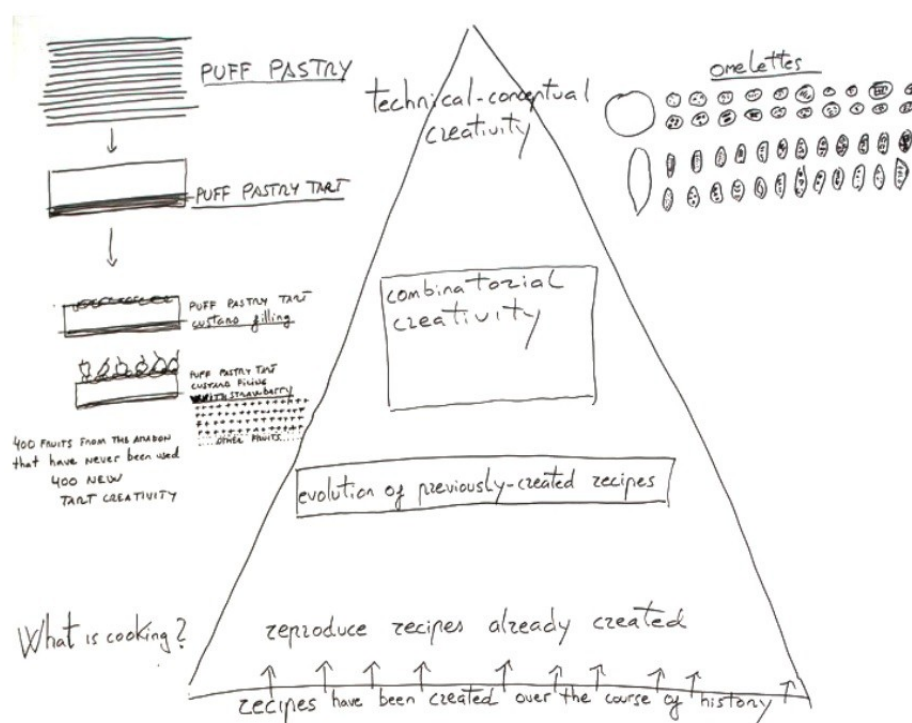 PUFF PASTRY
PUFF PASTRY TART
PUFF PASTRY TART
CUSTARD filling
PUFF PASTRY TART
CUSTARD FILING
WITH STRAWBARRY
OTHER FRUITS
400 FRUITS FROM THE AMAZON
that have never been used
400 NEW
TART CREATIVITY
What is cooking?
technical-conceptual
creativity
combinatorial
creativity
evolution of previously-created recipes
reproduce recipes already created
recipes have been created over the course of history
omelettes